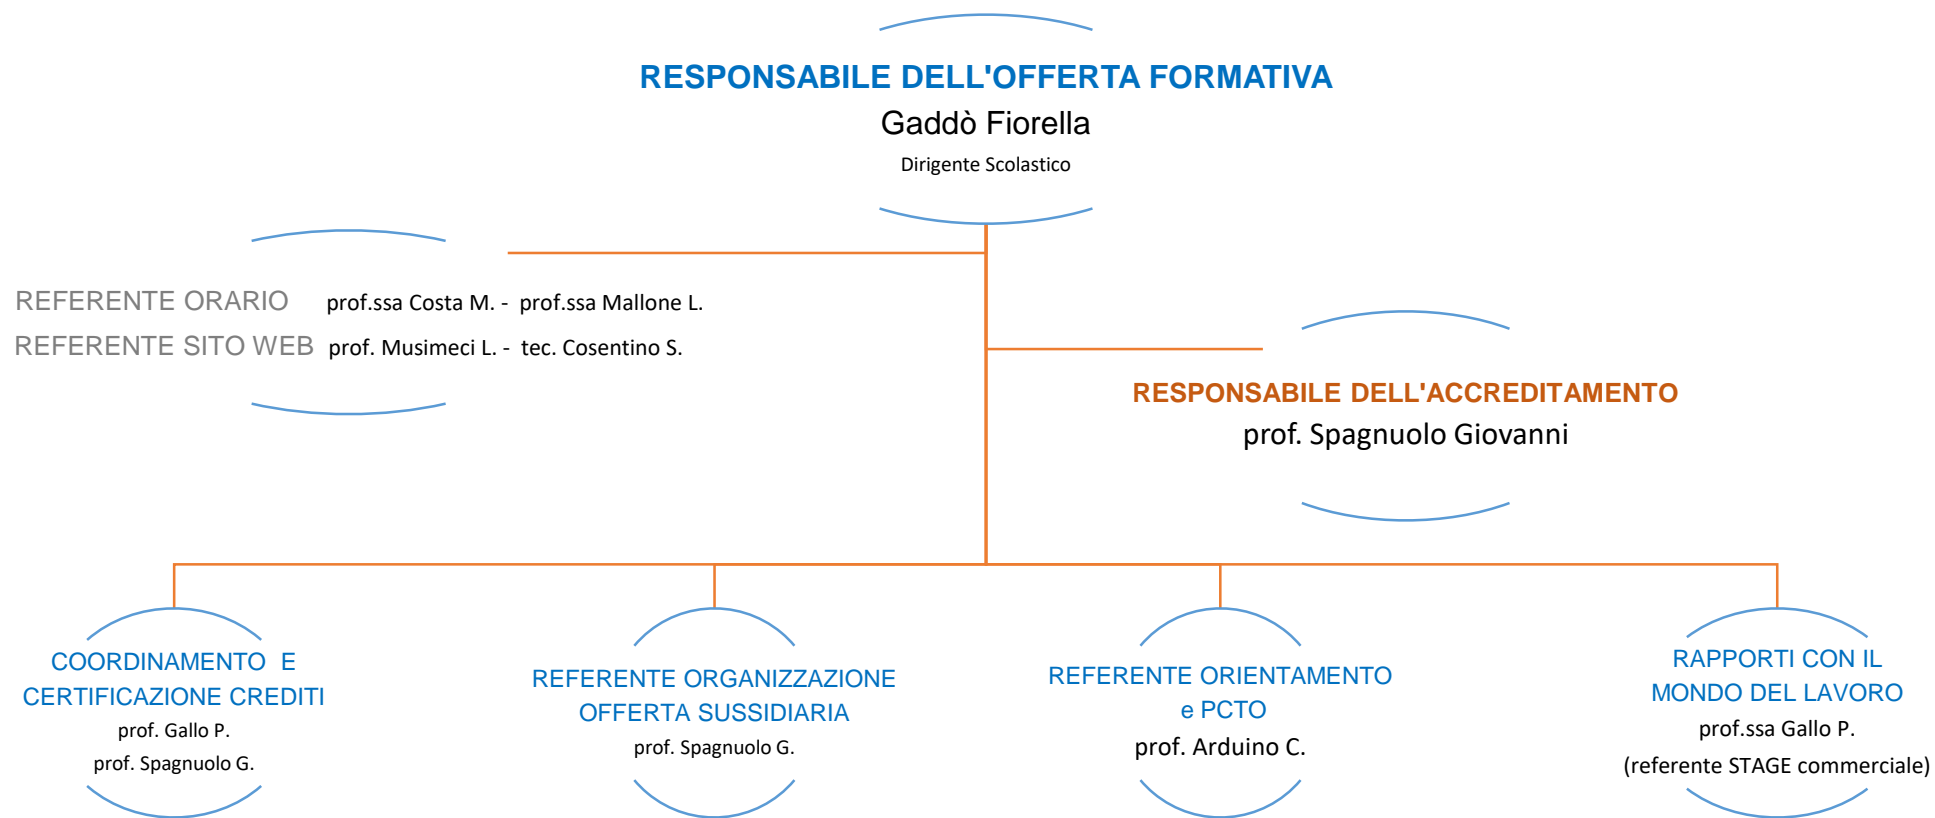 RESPONSABILE DELL'OFFERTA FORMATIVA
Gaddò Fiorella
Dirigente Scolastico
REFERENTE ORARIO prof.ssa Costa M. - prof.ssa Mallone L.
REFERENTE SITO WEB prof. Musimeci L. - tec. Cosentino S.
RESPONSABILE DELL'ACCREDITAMENTO
prof. Spagnuolo Giovanni
COORDINAMENTO E
CERTIFICAZIONE CREDITI
prof. Gallo P.
prof. Spagnuolo G.
REFERENTE ORGANIZZAZIONE
OFFERTA SUSSIDIARIA
prof. Spagnuolo G.
REFERENTE ORIENTAMENTO
e PCTO
prof. Arduino C.
RAPPORTI CON IL
MONDO DEL LAVORO
prof.ssa Gallo P.
(referente STAGE commerciale)